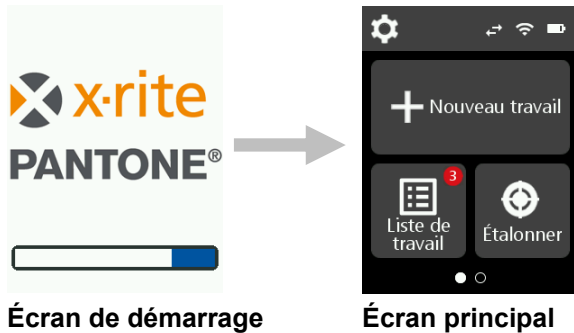 x·rite
PANTONE®
Écran de démarrage
Nouveau travail
3
Liste de
travail
Étalonner
Écran principal